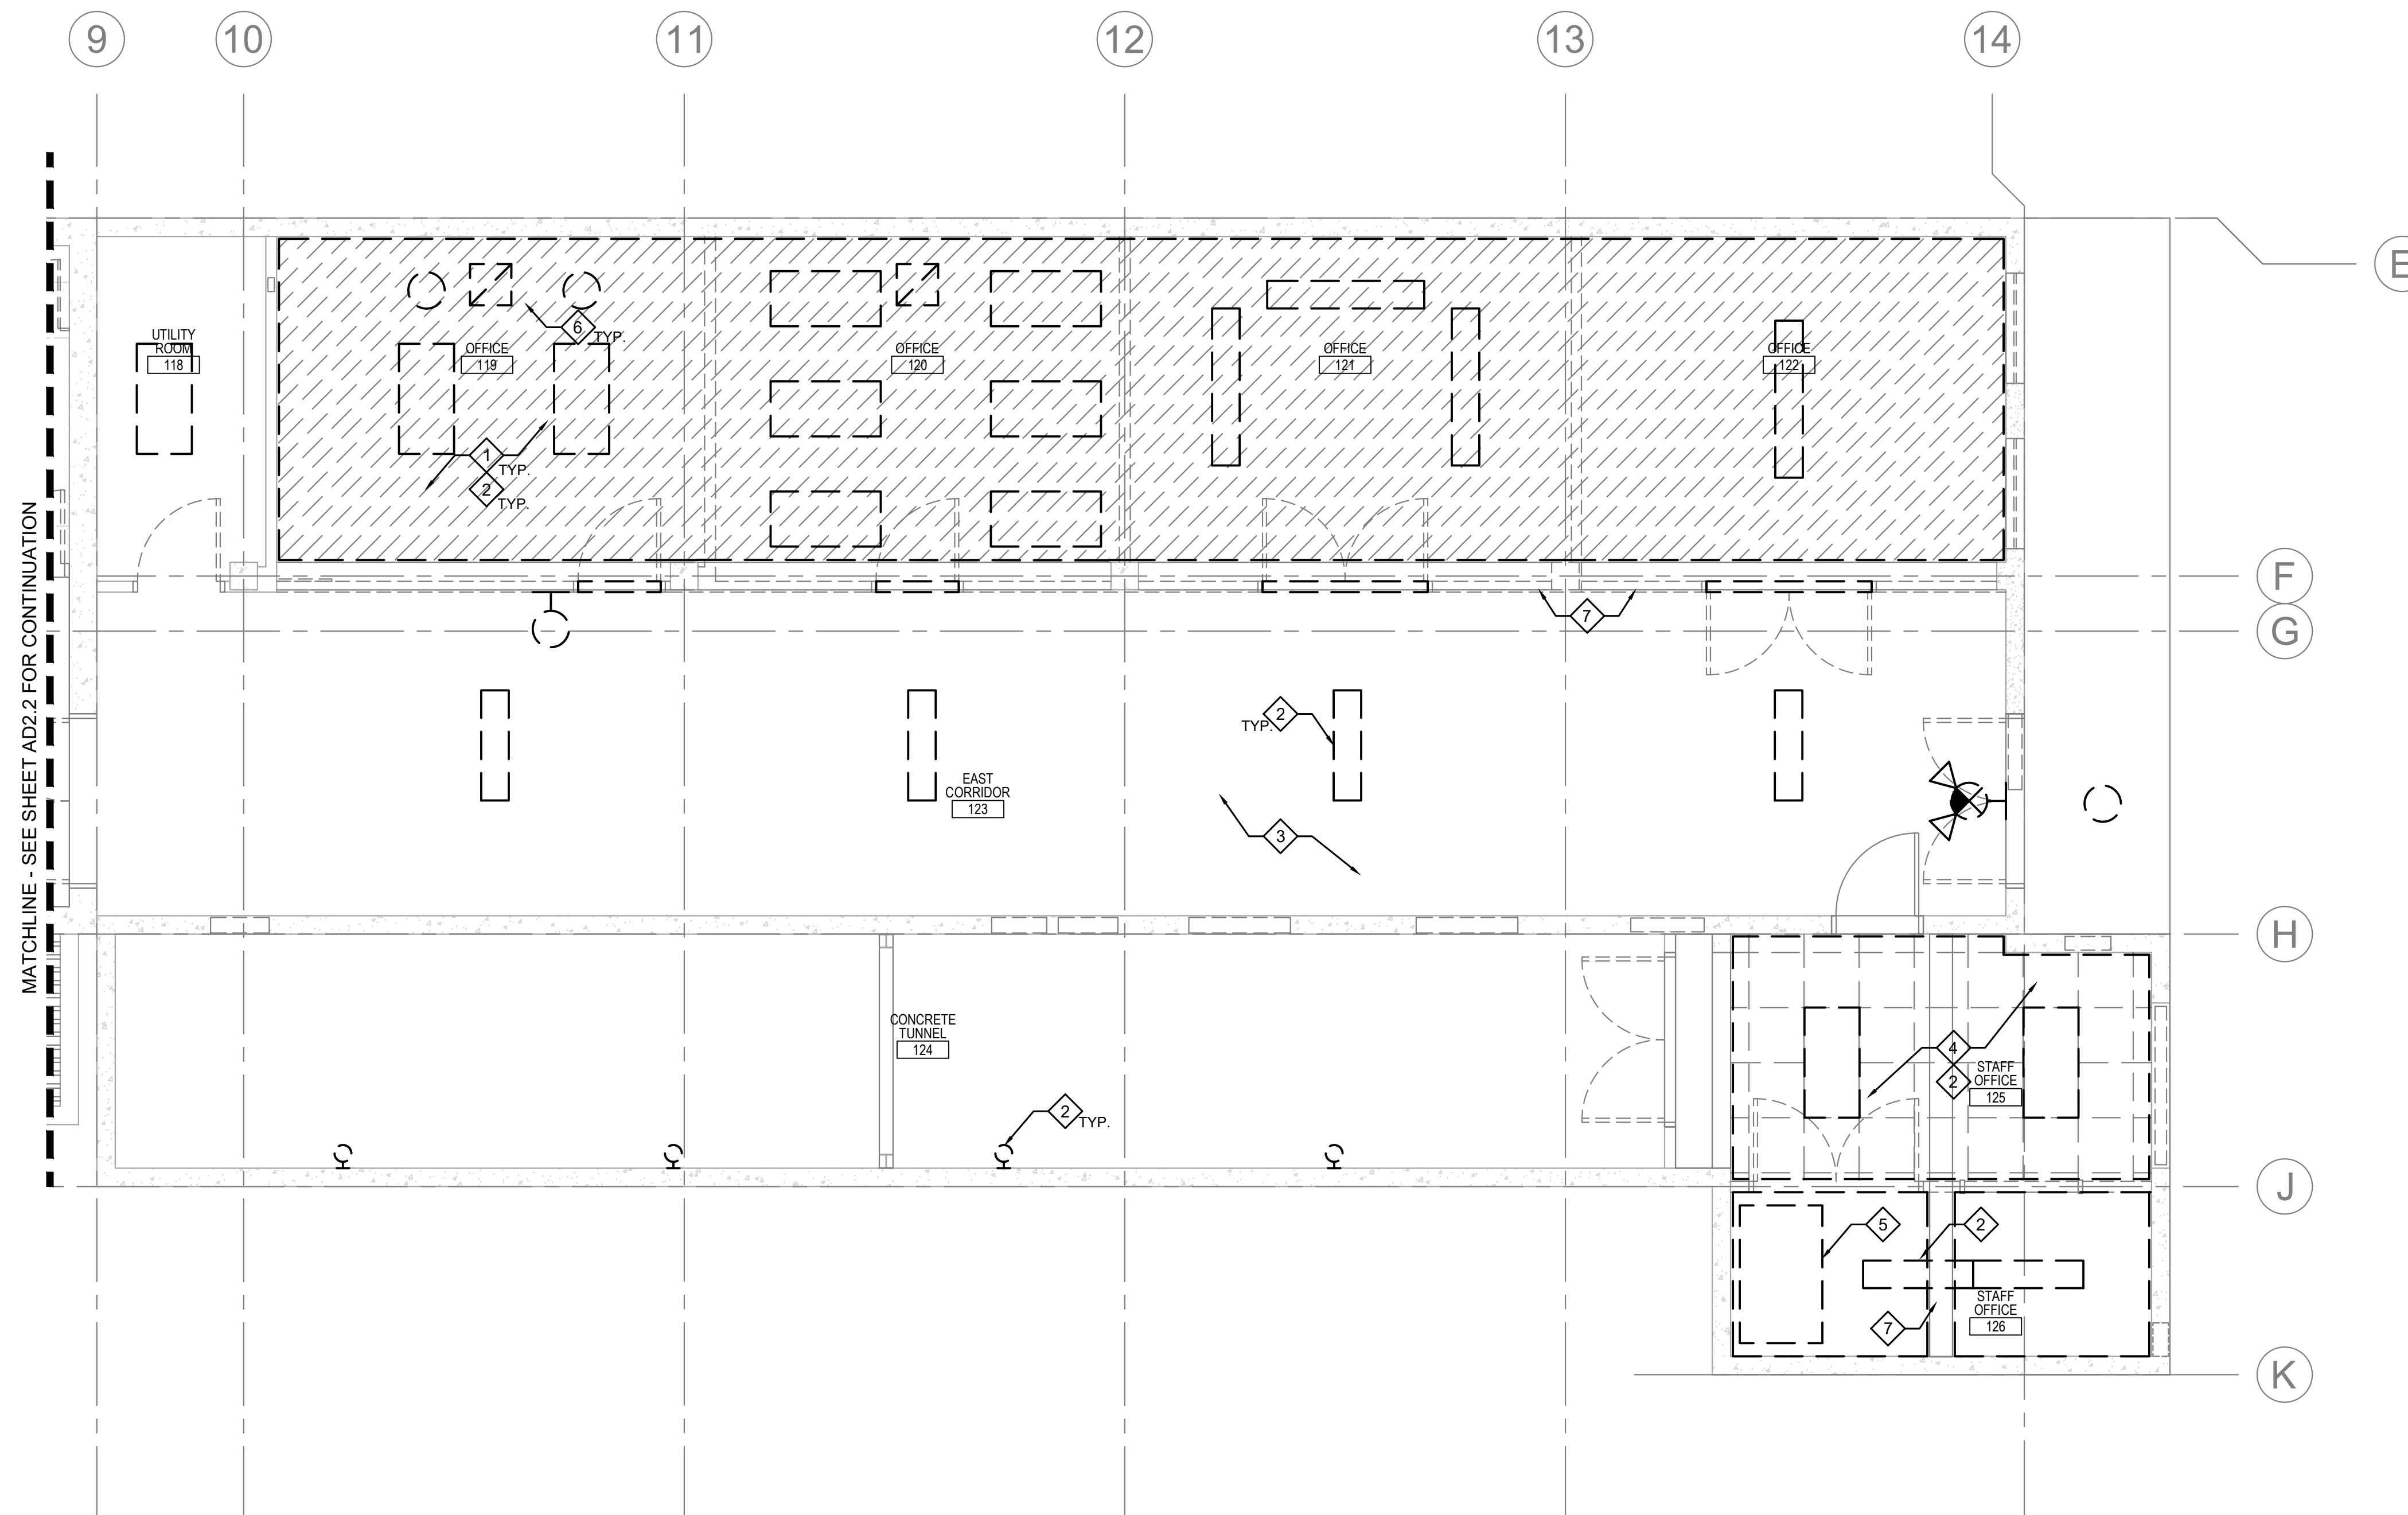 9
10
11
12
13
14
E
UTILITY
ROOM
118
OFFICE
119
6
TYP.
OFFICE
120
OFFICE
121
OFFICE
122
1
TYP.
2
TYP.
F
7
G
MATCHLINE - SEE SHEET AD2.2 FOR CONTINUATION
2
TYP.
EAST
CORRIDOR
123
3
H
CONCRETE
TUNNEL
124
2
TYP.
4
2
STAFF
OFFICE
125
J
5
2
STAFF
OFFICE
126
7
K